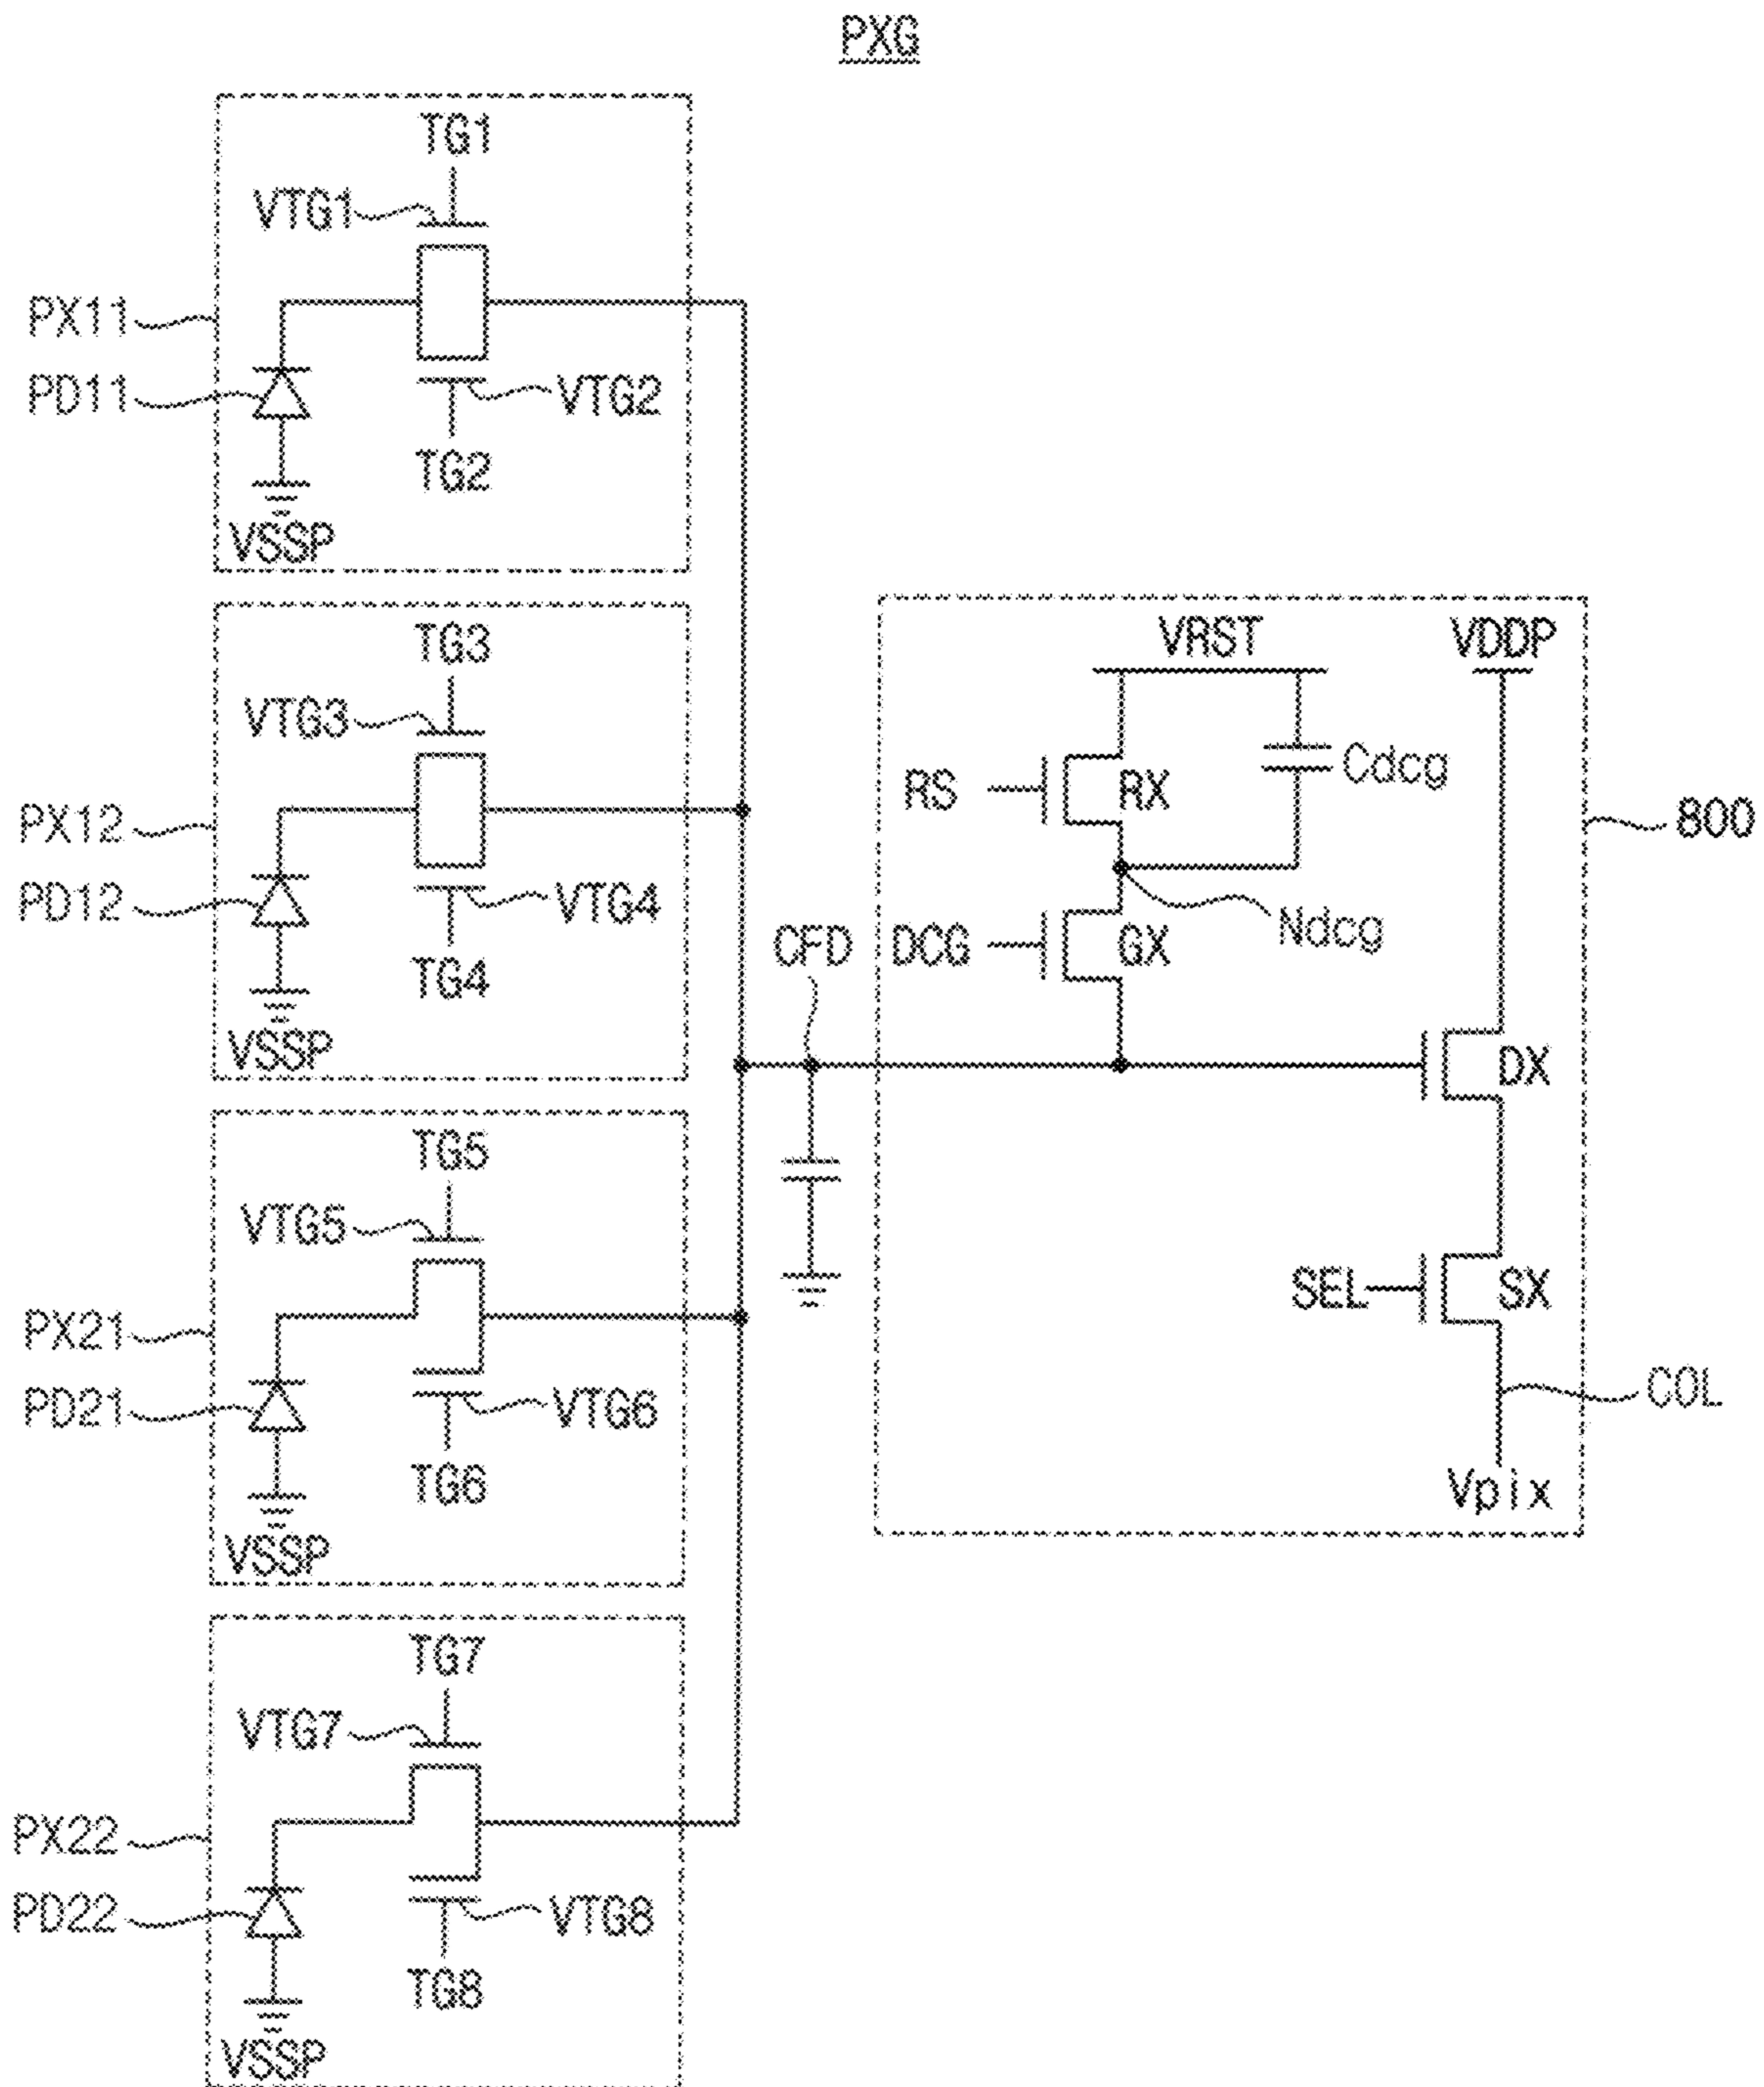 PXG
TG1
VTG1
PX11
PD11
VTG2
TG2
VSSP
TG3
VTG3
PX12
PD12
VTG4
TG4
VSSP
TG5
VTG5
PX21
PD21
VTG6
TG6
VSSP
TG7
VTG7
PX22
PD22
VTG8
TG8
VSSP
CFD
VRST
VDDP
RS
RX
Cdcg
800
DCG
GX
Ndcg
DX
SEL
SX
COL
Vpix